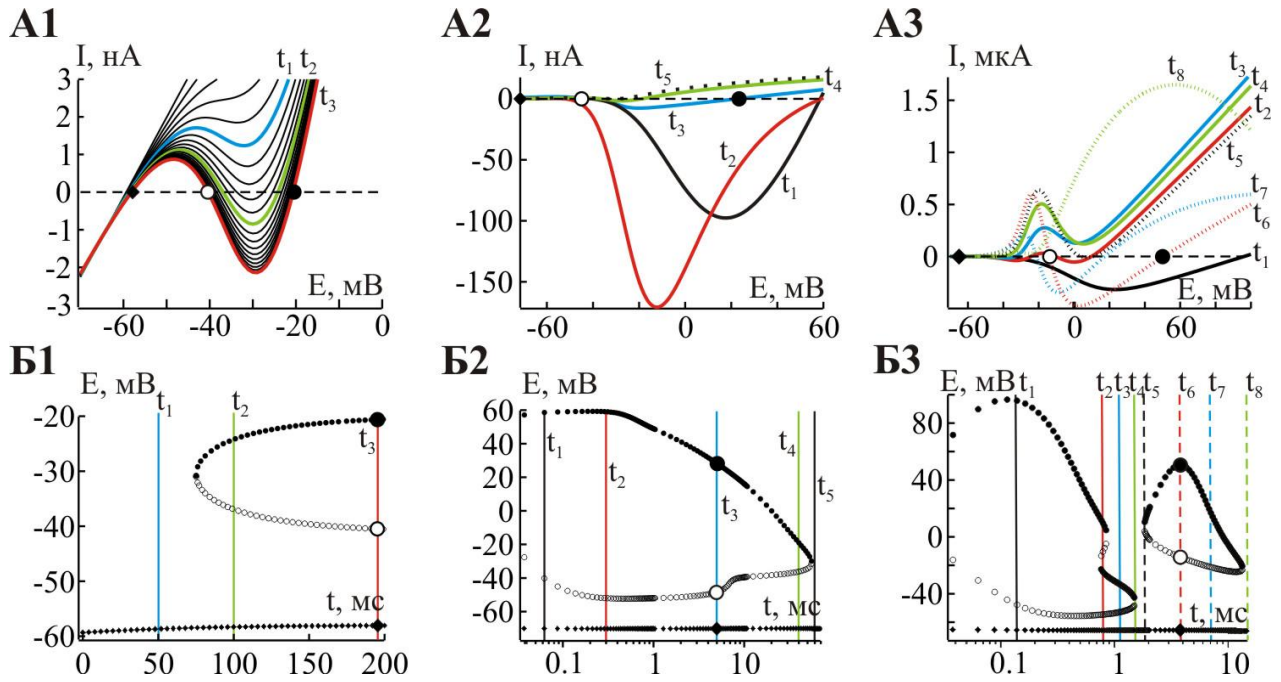 А1
I, нА
3
2
1
0
-1
-2
-3
t1 t2
t3
E, мВ
-60 -40 -20 0
А2
I, нА
0
-50
-100
-150
t5
t4
t3
t2
t1
E, мВ
-60 0 60
А3
I, мкА
1.5
1
0.5
0
t8
t3
t4
t2
t5
t7
t6
t1
E, мВ
0 60
Б1
E, мВ
-20
-30
-40
-50
-60
t1
t2
t3
t, мс
0 50 100 150 200
Б2
E, мВ
60
40
20
0
-20
-40
-60
t1
t2
t3
t4
t5
t, мс
0.1 1 10
Б3
E, мВ
80
40
0
-40
t1
t2 t3 t4 t5
t6
t7
t8
t, мс
0.1 1 10